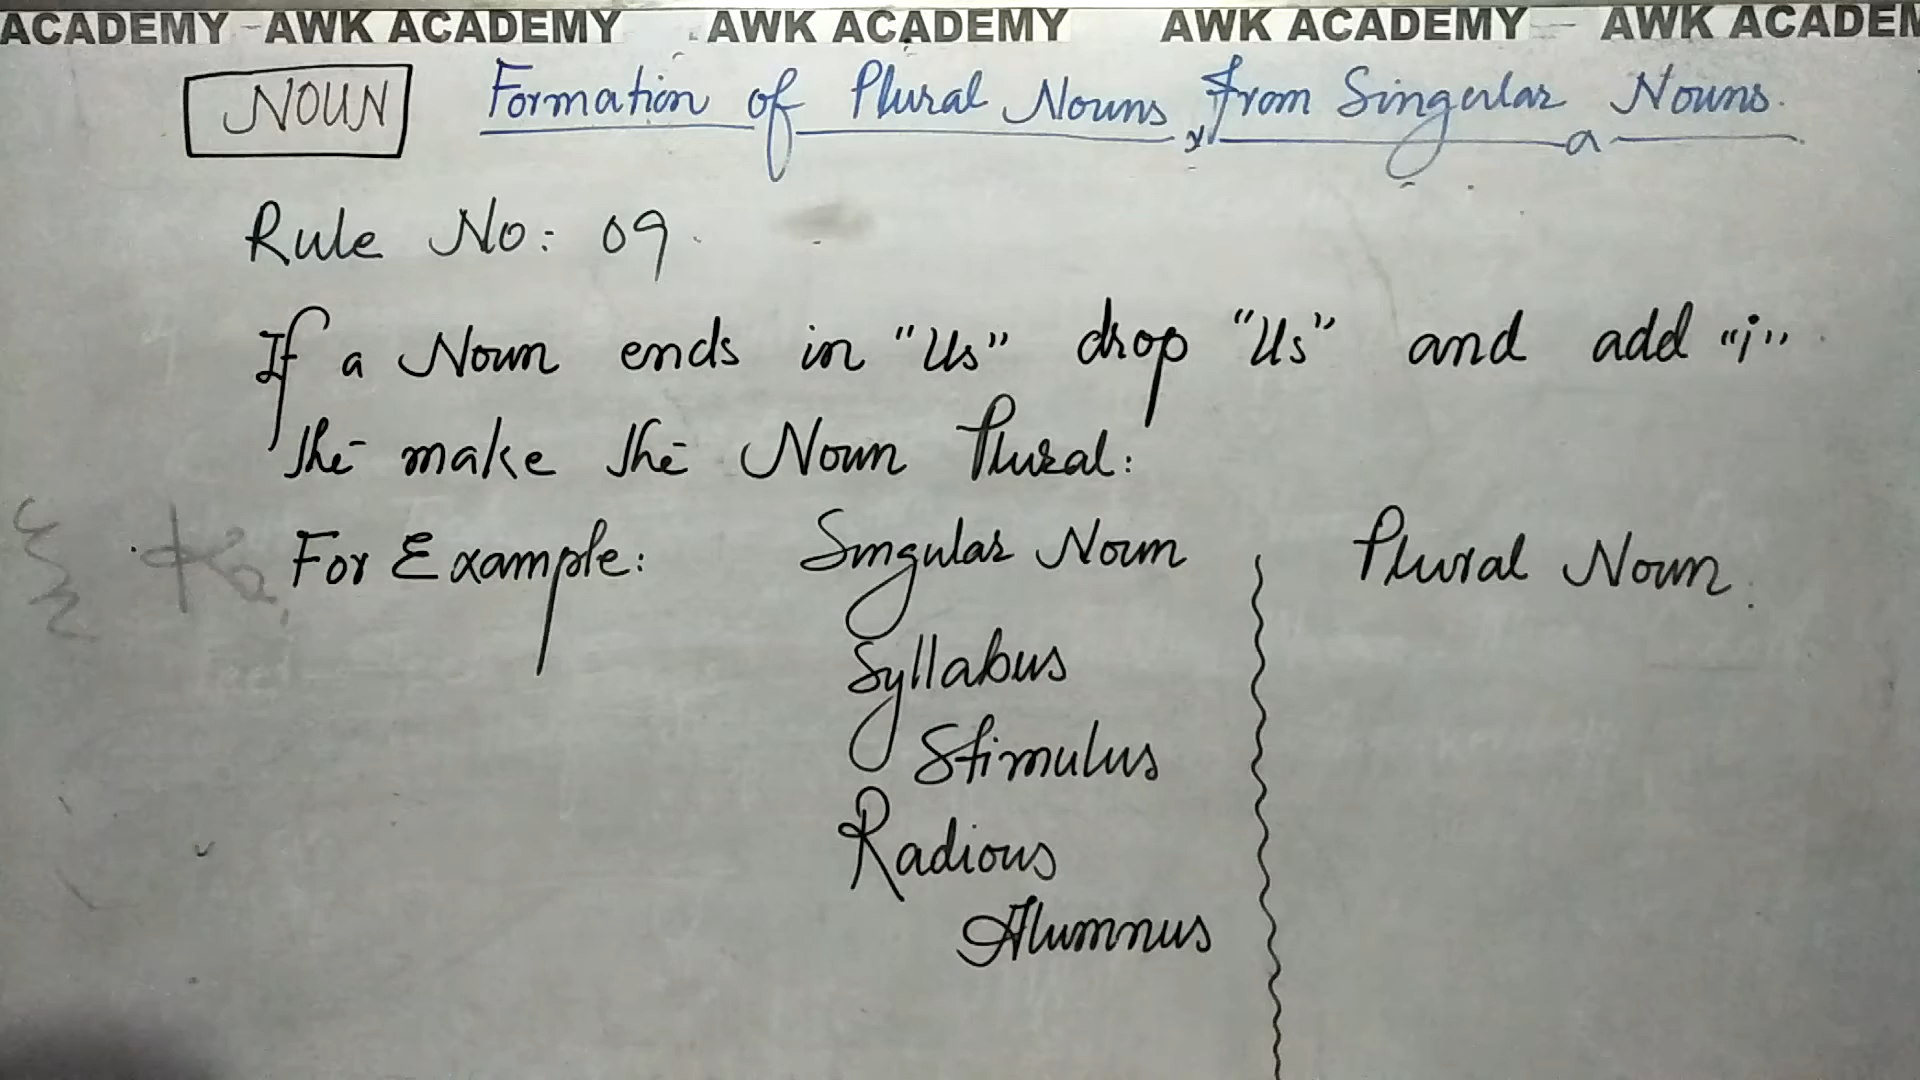 ACADEMY - AWK ACADEMY - AWK ACADEMY AWK ACADEMY - AWK ACADEM
NOUN Formation of Plural Nouns From Singular Nouns.
Rule No: 09.
If a Noun ends in "Us" drop "Us" and add "i".
The make the Noun Plural:
For Example: Singular Noun Plural Noun.
Syllabus
Stimulus
Radious
Alumnus